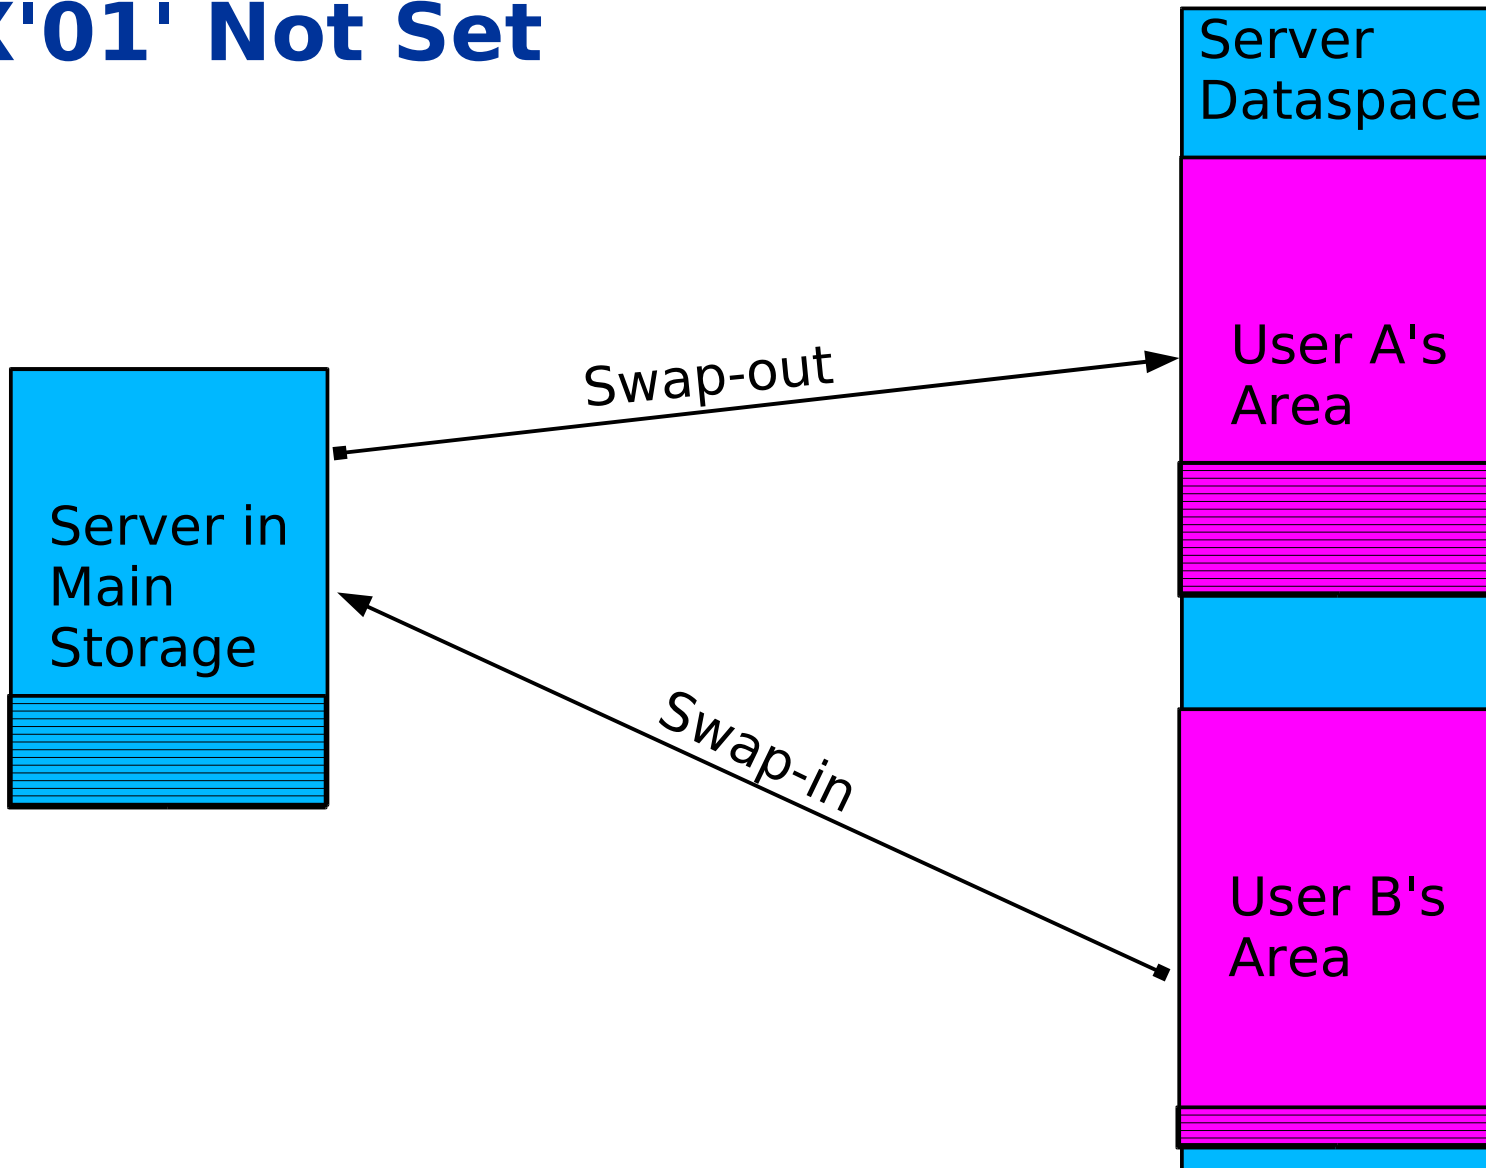 X'01' Not Set
Server
Dataspace
User A's
Area
Swap-out
Server in
Main
Storage
Swap-in
User B's
Area